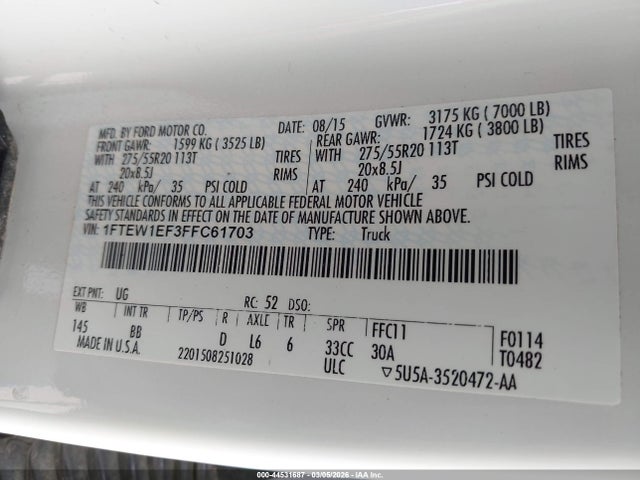 MFD. BY FORD MOTOR CO.
DATE: 08/15
GVWR: 3175 KG ( 7000 LB)
FRONT GAWR: 1599 KG ( 3525 LB)
REAR GAWR: 1724 KG ( 3800 LB)
WITH 275/55R20 113T TIRES
WITH 275/55R20 113T TIRES
20x8.5J RIMS
20x8.5J RIMS
AT 240 kPa/ 35 PSI COLD
AT 240 kPa/ 35 PSI COLD
THIS VEHICLE CONFORMS TO ALL APPLICABLE FEDERAL MOTOR VEHICLE
SAFETY STANDARDS IN EFFECT ON THE DATE OF MANUFACTURE SHOWN ABOVE.
VIN: 1FTEW1EF3FFC61703
TYPE: Truck
EXT PNT: UG RC: 52 DSO:
WB INT TR TP/PS R AXLE TR SPR FFC11 F0114
145 BB D L6 6 33CC 30A T0482
MADE IN U.S.A. 2201508251028 ULC ▽5U5A-3520472-AA
000-44531687 - 03/05/2026 - IAA Inc.